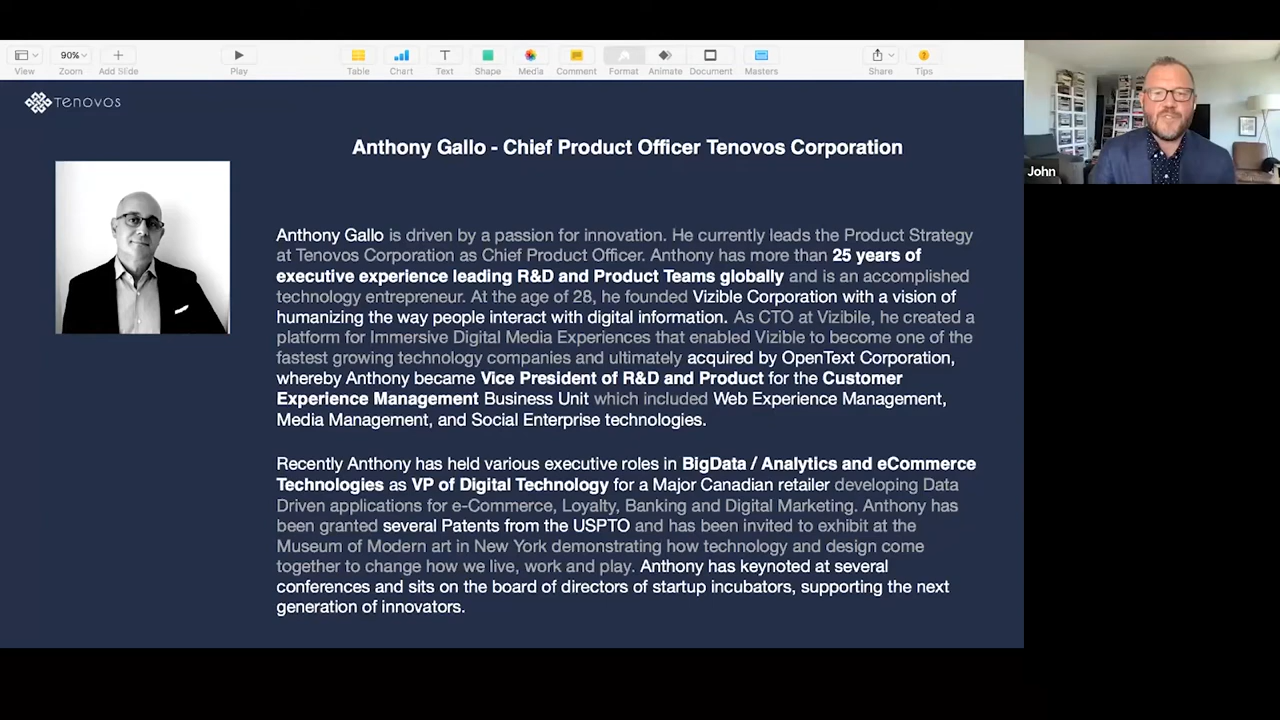 View
90%
Zoom
Add Slide
Play
Table
Chart
Text
Shape
Media
Comment
Format
Animate
Document
Masters
Share
Tips
John
Tenovos
Anthony Gallo - Chief Product Officer Tenovos Corporation
Anthony Gallo is driven by a passion for innovation. He currently leads the Product Strategy
at Tenovos Corporation as Chief Product Officer. Anthony has more than 25 years of
executive experience leading R&D and Product Teams globally and is an accomplished
technology entrepreneur. At the age of 28, he founded Vizible Corporation with a vision of
humanizing the way people interact with digital information. As CTO at Vizibile, he created a
platform for Immersive Digital Media Experiences that enabled Vizible to become one of the
fastest growing technology companies and ultimately acquired by OpenText Corporation,
whereby Anthony became Vice President of R&D and Product for the Customer
Experience Management Business Unit which included Web Experience Management,
Media Management, and Social Enterprise technologies.
Recently Anthony has held various executive roles in BigData / Analytics and eCommerce
Technologies as VP of Digital Technology for a Major Canadian retailer developing Data
Driven applications for e-Commerce, Loyalty, Banking and Digital Marketing. Anthony has
been granted several Patents from the USPTO and has been invited to exhibit at the
Museum of Modern art in New York demonstrating how technology and design come
together to change how we live, work and play. Anthony has keynoted at several
conferences and sits on the board of directors of startup incubators, supporting the next
generation of innovators.